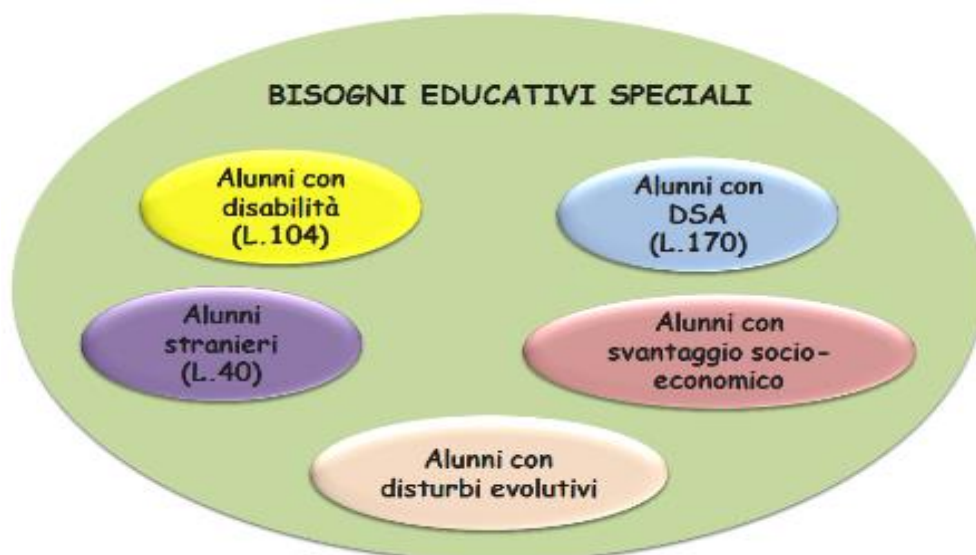 BISOGNI EDUCATIVI SPECIALI
Alunni con
disabilità
(L.104)
Alunni con
DSA
(L.170)
Alunni
stranieri
(L.40)
Alunni con
svantaggio socio-
economico
Alunni con
disturbi evolutivi